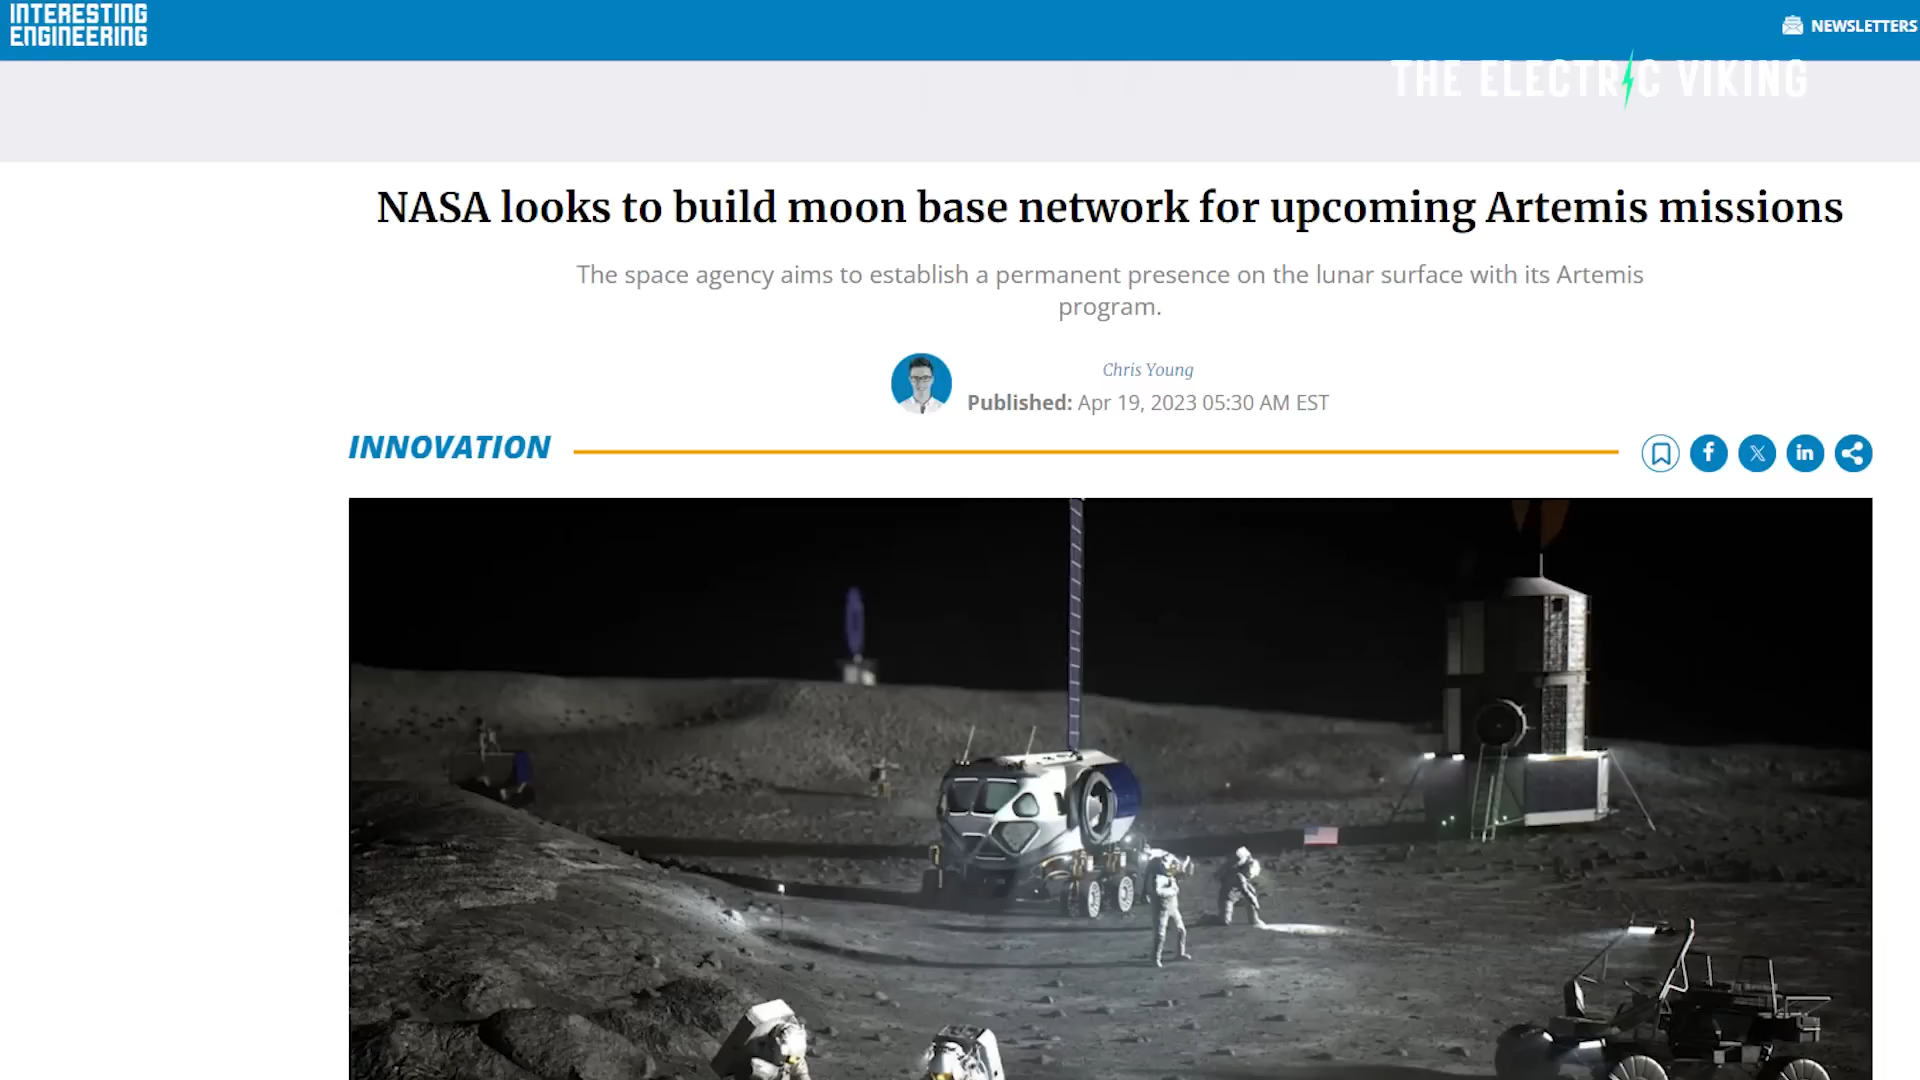 INTERESTING
ENGINEERING
NEWSLETTERS
THE ELECTRIC VIKING
NASA looks to build moon base network for upcoming Artemis missions
The space agency aims to establish a permanent presence on the lunar surface with its Artemis
program.
Chris Young
Published: Apr 19, 2023 05:30 AM EST
INNOVATION